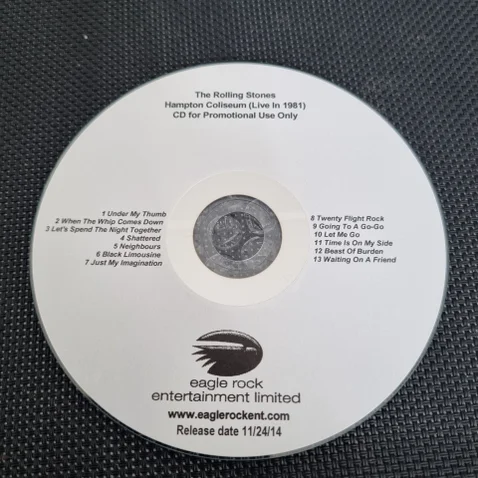 The Rolling Stones
Hampton Coliseum (Live In 1981)
CD for Promotional Use Only
1 Under My Thumb
2 When The Whip Comes Down
3 Let's Spend The Night Together
4 Shattered
5 Neighbours
6 Black Limousine
7 Just My Imagination
8 Twenty Flight Rock
9 Going To A Go-Go
10 Let Me Go
11 Time Is On My Side
12 Beast Of Burden
13 Waiting On A Friend
eagle rock
entertainment limited
www.eaglerockent.com
Release date 11/24/14